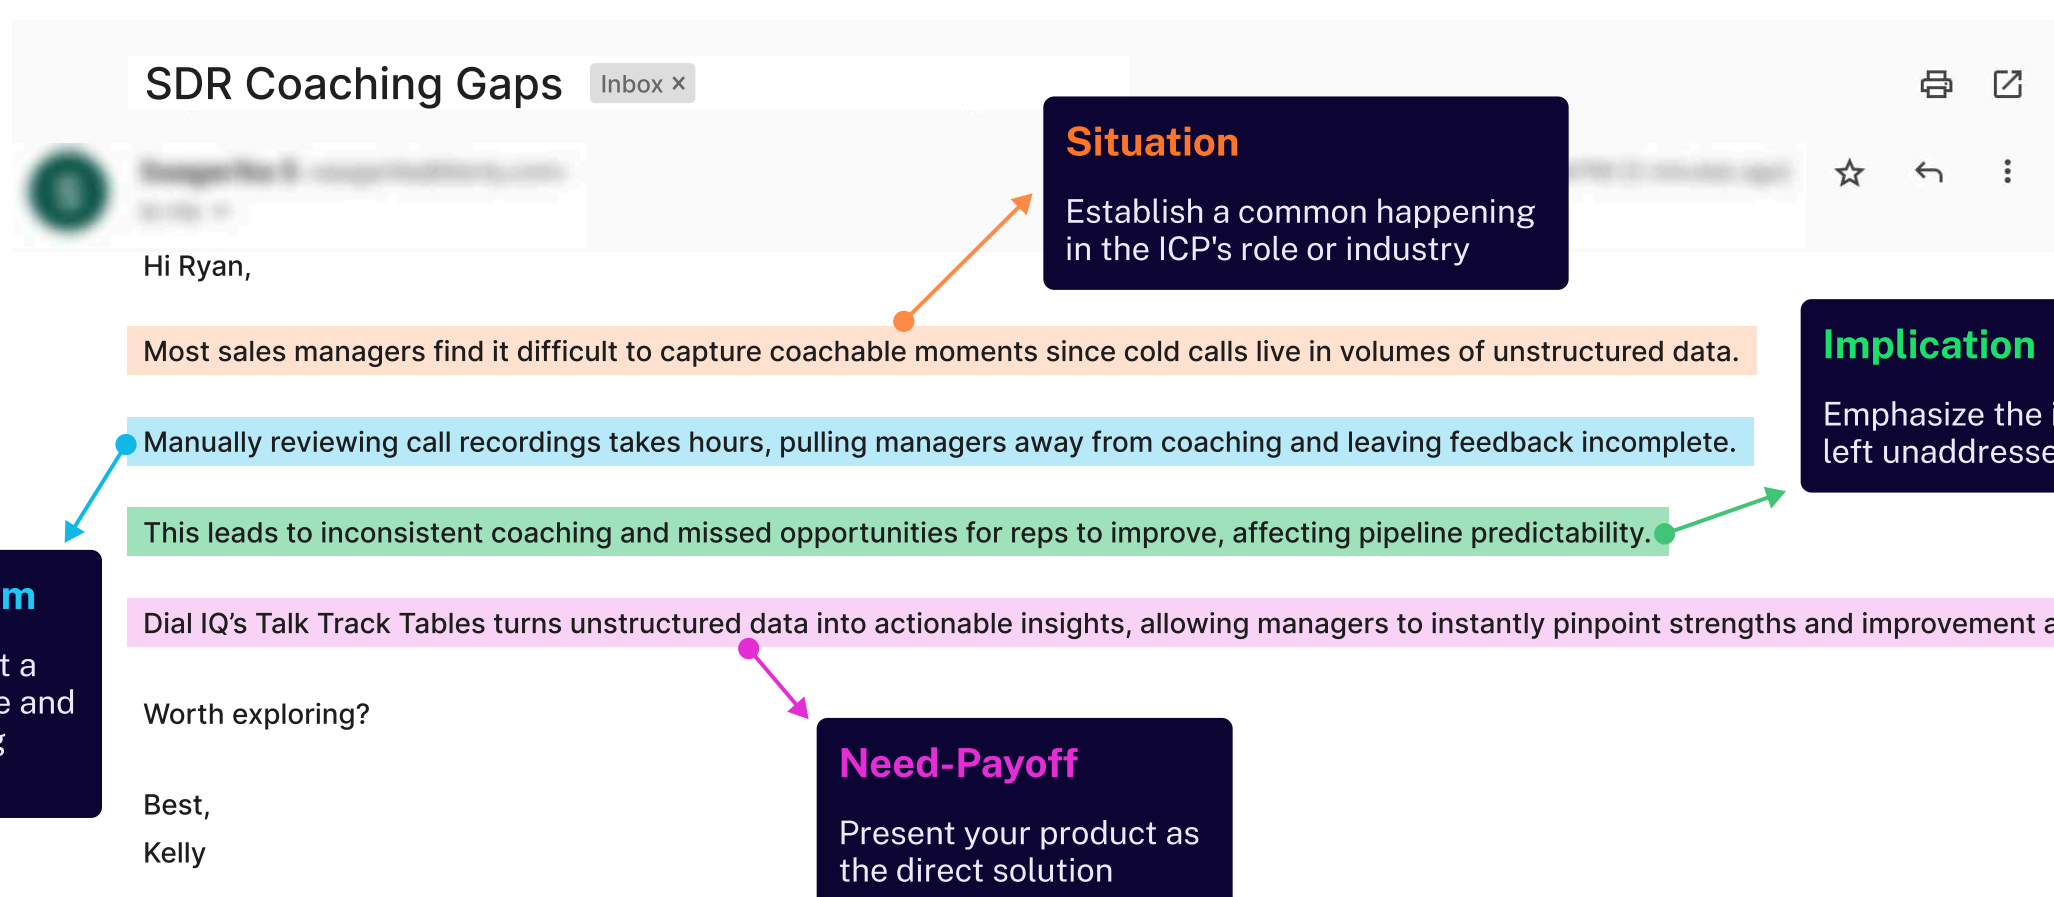 SDR Coaching Gaps
Inbox ×
Situation
Establish a common happening
in the ICP's role or industry
Hi Ryan,
Most sales managers find it difficult to capture coachable moments since cold calls live in volumes of unstructured data.
Implication
Emphasize the
left unaddresse
Manually reviewing call recordings takes hours, pulling managers away from coaching and leaving feedback incomplete.
This leads to inconsistent coaching and missed opportunities for reps to improve, affecting pipeline predictability.
m
t a
e and
g
Dial IQ’s Talk Track Tables turns unstructured data into actionable insights, allowing managers to instantly pinpoint strengths and improvement a
Worth exploring?
Need-Payoff
Present your product as
the direct solution
Best,
Kelly